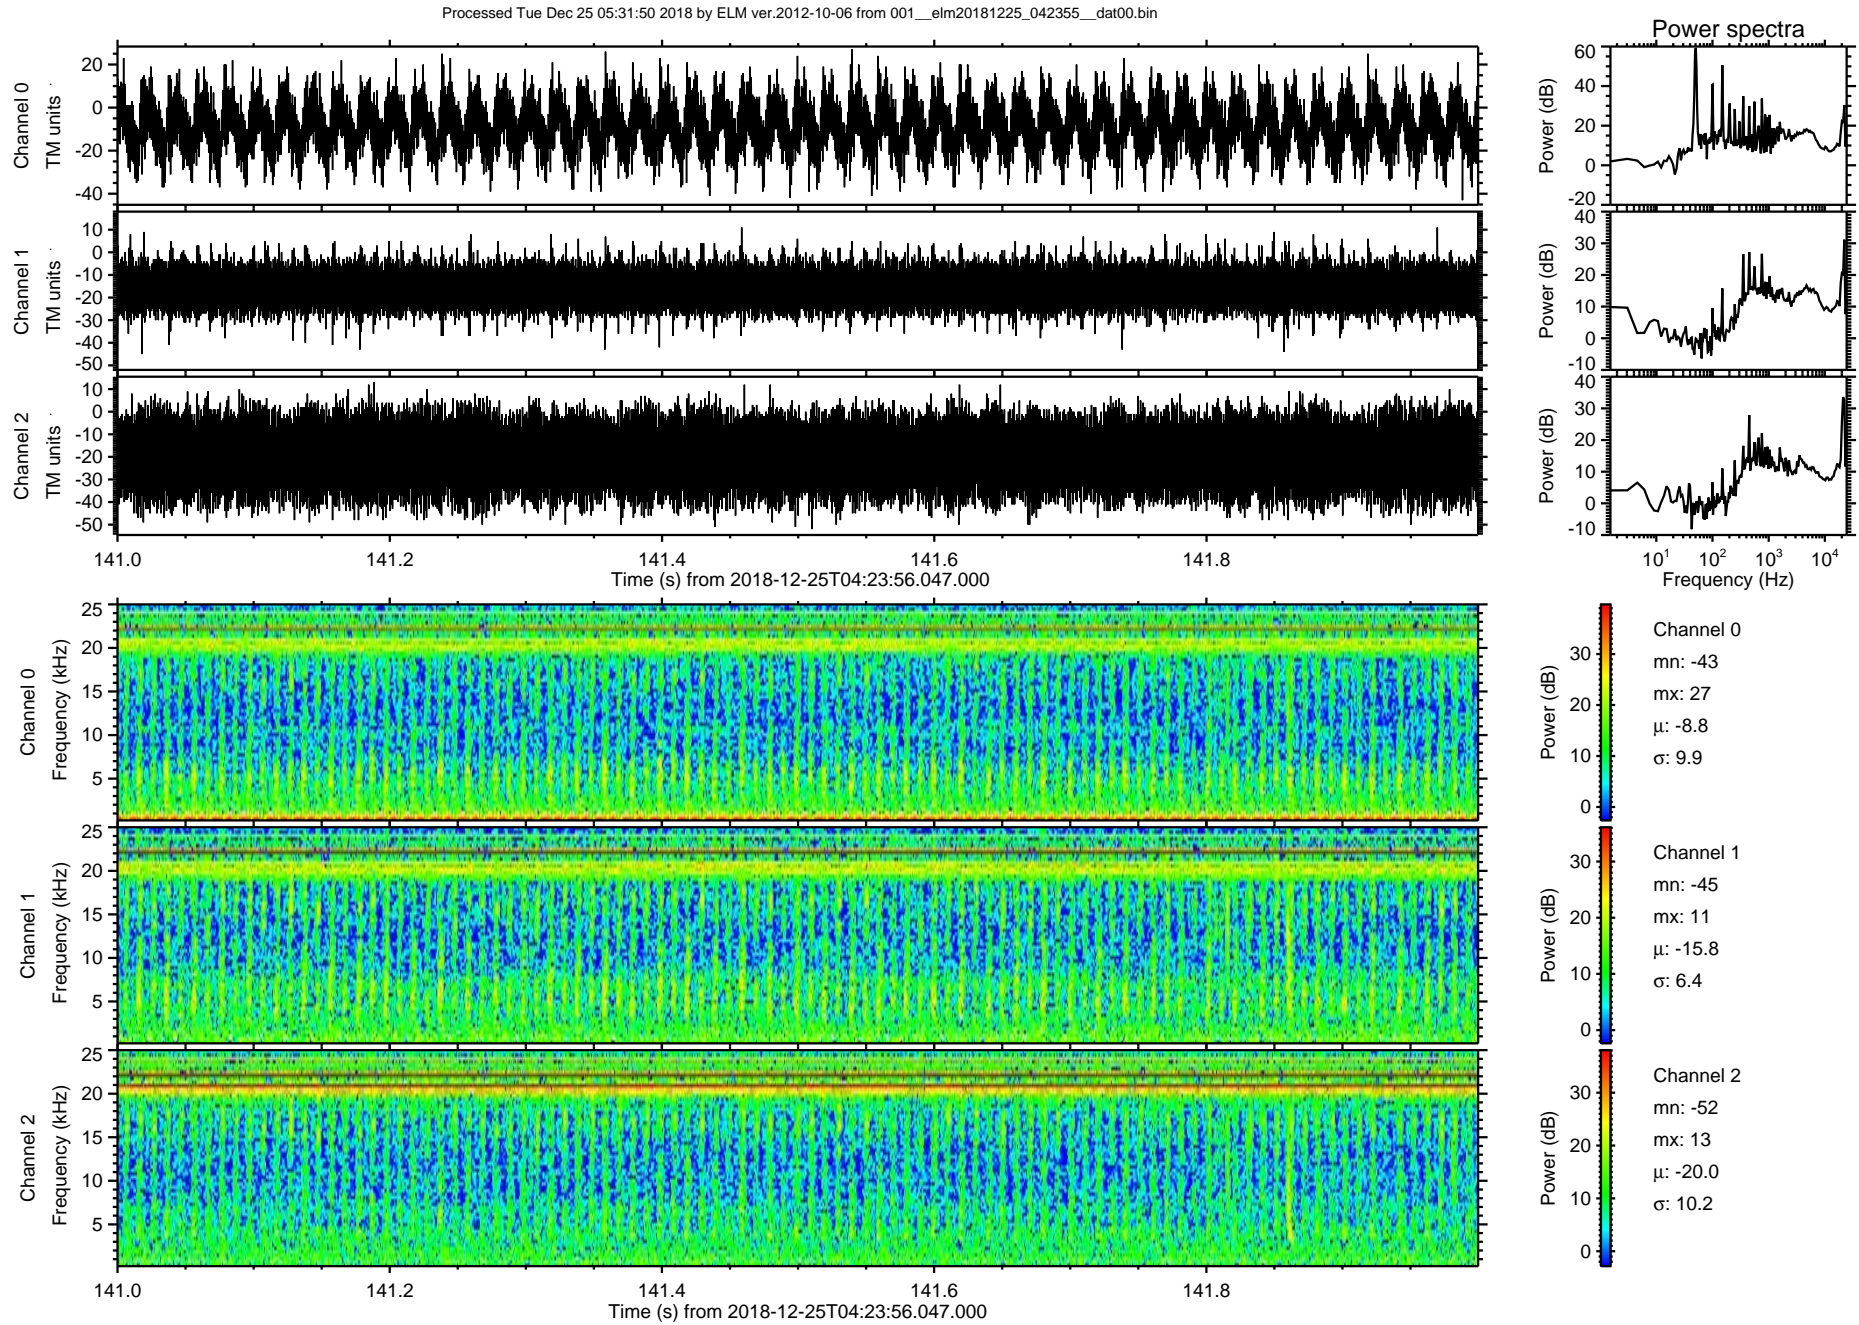 Processed Tue Dec 25 05:31:50 2018 by ELM ver.2012-10-06 from 001__elm20181225_042355__dat00.bin
Power spectra
Channel 0
TM units
20
0
-20
-40
Power (dB)
60
40
20
0
-20
Channel 1
TM units
10
0
-10
-20
-30
-40
-50
Power (dB)
40
30
20
10
0
-10
Channel 2
TM units
10
0
-10
-20
-30
-40
-50
Power (dB)
40
30
20
10
0
-10
141.0 141.2 141.4 141.6 141.8
Time (s) from 2018-12-25T04:23:56.047.000
10^1 10^2 10^3 10^4
Frequency (Hz)
Channel 0
Frequency (kHz)
25
20
15
10
5
Power (dB)
30
20
10
0
Channel 0
mn: -43
mx: 27
μ: -8.8
σ: 9.9
Channel 1
Frequency (kHz)
25
20
15
10
5
Power (dB)
30
20
10
0
Channel 1
mn: -45
mx: 11
μ: -15.8
σ: 6.4
Channel 2
Frequency (kHz)
25
20
15
10
5
Power (dB)
30
20
10
0
Channel 2
mn: -52
mx: 13
μ: -20.0
σ: 10.2
141.0 141.2 141.4 141.6 141.8
Time (s) from 2018-12-25T04:23:56.047.000